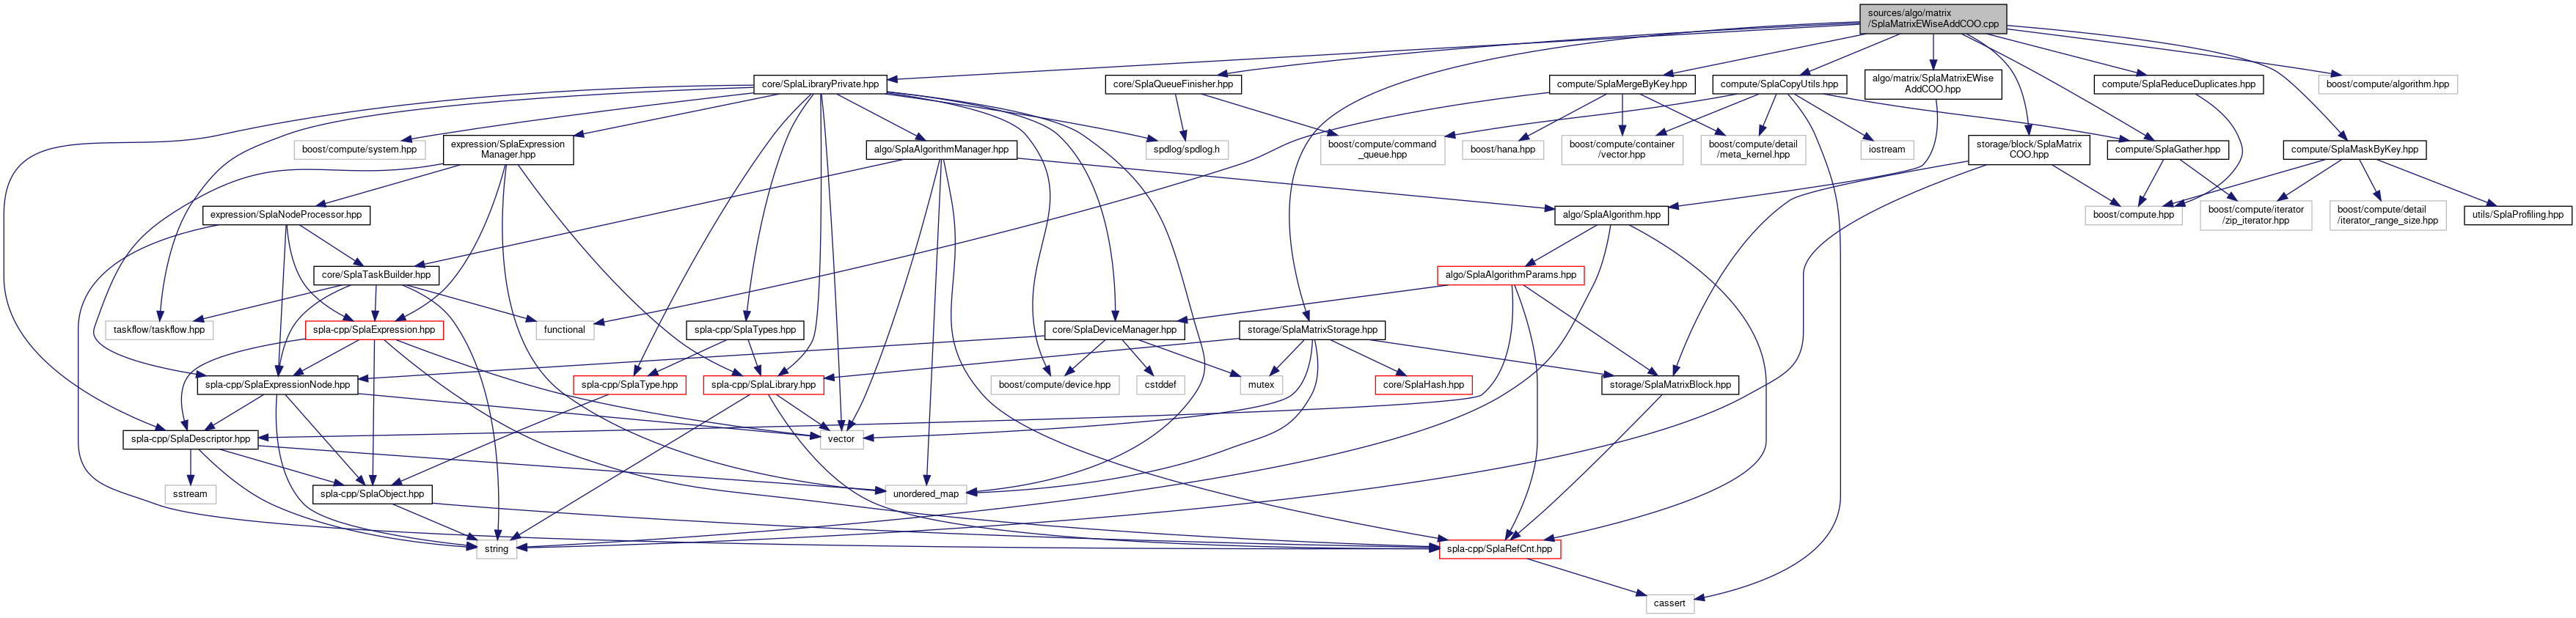 sources/algo/matrix
/SplaMatrixEWiseAddCOO.cpp
core/SplaLibraryPrivate.hpp
core/SplaQueueFinisher.hpp
compute/SplaMergeByKey.hpp
compute/SplaCopyUtils.hpp
algo/matrix/SplaMatrixEWise
AddCOO.hpp
compute/SplaReduceDuplicates.hpp
boost/compute/algorithm.hpp
boost/compute/system.hpp
expression/SplaExpression
Manager.hpp
algo/SplaAlgorithmManager.hpp
spdlog/spdlog.h
boost/compute/command
_queue.hpp
boost/hana.hpp
boost/compute/container
/vector.hpp
boost/compute/detail
/meta_kernel.hpp
iostream
storage/block/SplaMatrix
COO.hpp
compute/SplaGather.hpp
compute/SplaMaskByKey.hpp
expression/SplaNodeProcessor.hpp
algo/SplaAlgorithm.hpp
boost/compute.hpp
boost/compute/iterator
/zip_iterator.hpp
boost/compute/detail
/iterator_range_size.hpp
utils/SplaProfiling.hpp
core/SplaTaskBuilder.hpp
algo/SplaAlgorithmParams.hpp
taskflow/taskflow.hpp
spla-cpp/SplaExpression.hpp
functional
spla-cpp/SplaTypes.hpp
core/SplaDeviceManager.hpp
storage/SplaMatrixStorage.hpp
spla-cpp/SplaExpressionNode.hpp
spla-cpp/SplaType.hpp
spla-cpp/SplaLibrary.hpp
boost/compute/device.hpp
cstddef
mutex
core/SplaHash.hpp
storage/SplaMatrixBlock.hpp
spla-cpp/SplaDescriptor.hpp
vector
sstream
spla-cpp/SplaObject.hpp
unordered_map
string
spla-cpp/SplaRefCnt.hpp
cassert